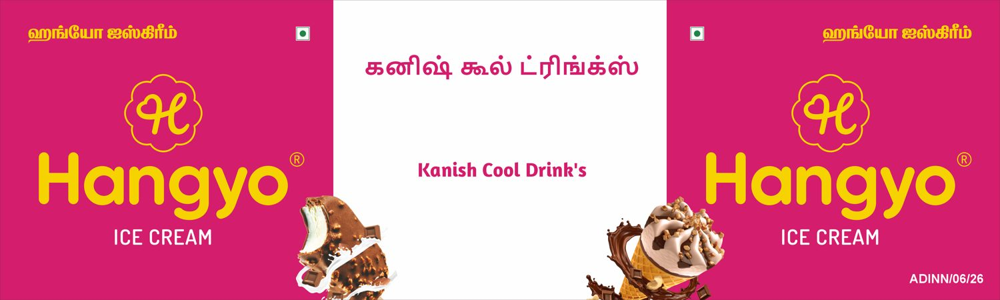 ஹங்யோ ஐஸ்கிரீம்
H
Hangyo®
ICE CREAM
கனிஷ் கூல் ட்ரிங்க்ஸ்
Kanish Cool Drink's
ஹங்யோ ஐஸ்கிரீம்
H
Hangyo®
ICE CREAM
ADINN/06/26